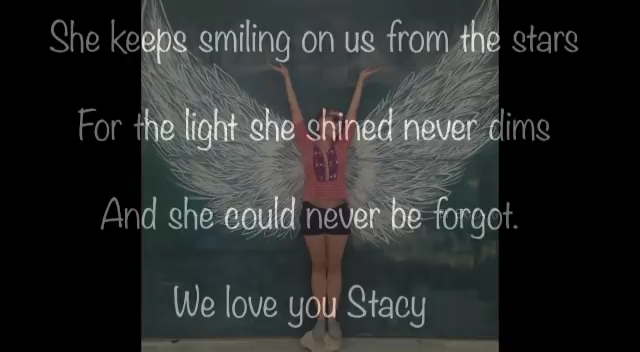 She keeps smiling on us from the stars
For the light she shined never dims
And she could never be forgot.
We love you Stacy